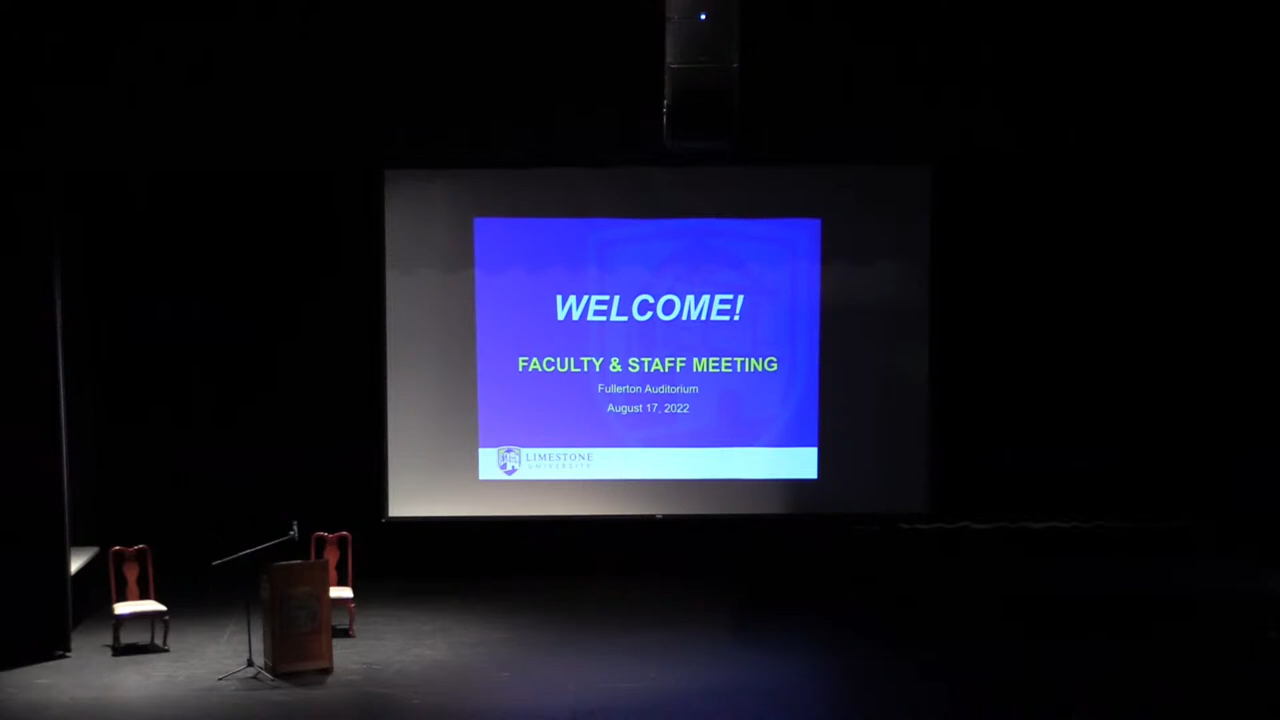 WELCOME!
FACULTY & STAFF MEETING
Fullerton Auditorium
August 17, 2022
LIMESTONE
UNIVERSITY